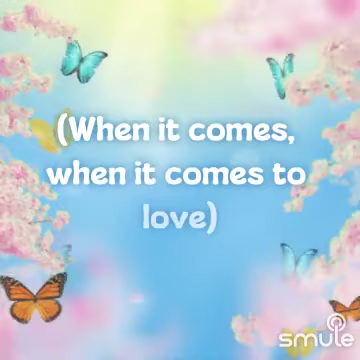 (When it comes,
when it comes to
love)
smule